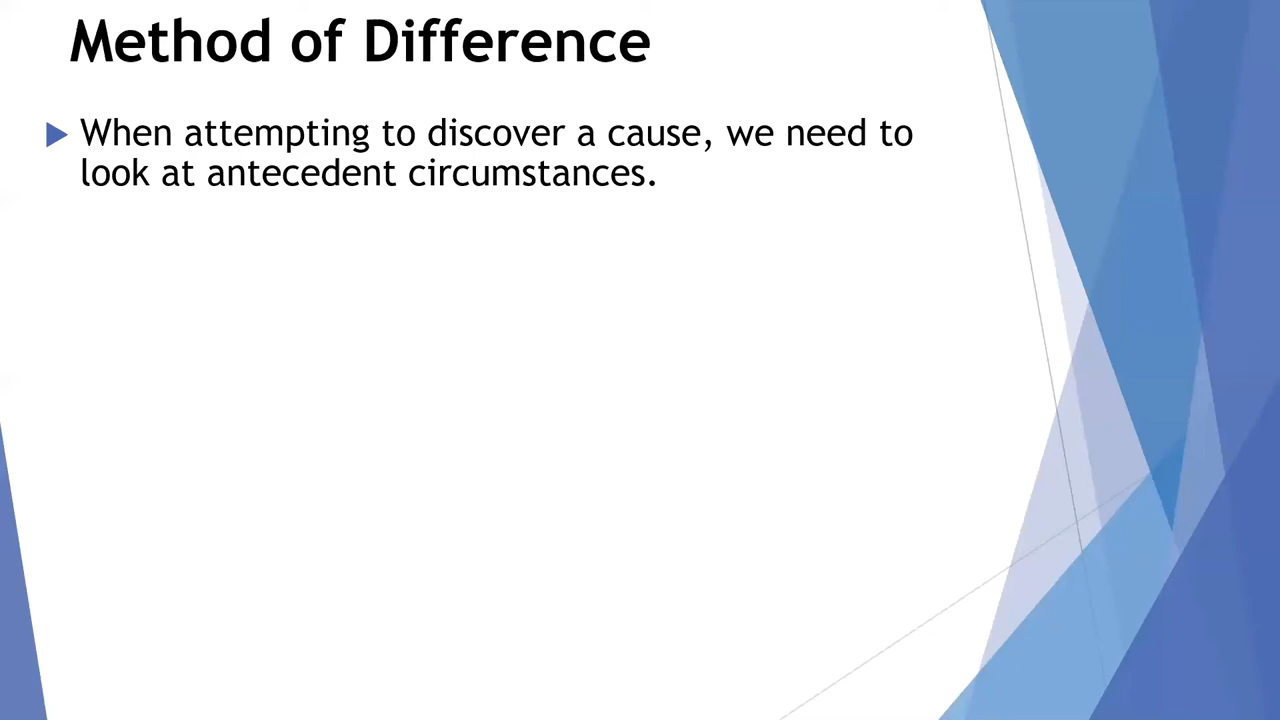 Method of Difference
When attempting to discover a cause, we need to
look at antecedent circumstances.